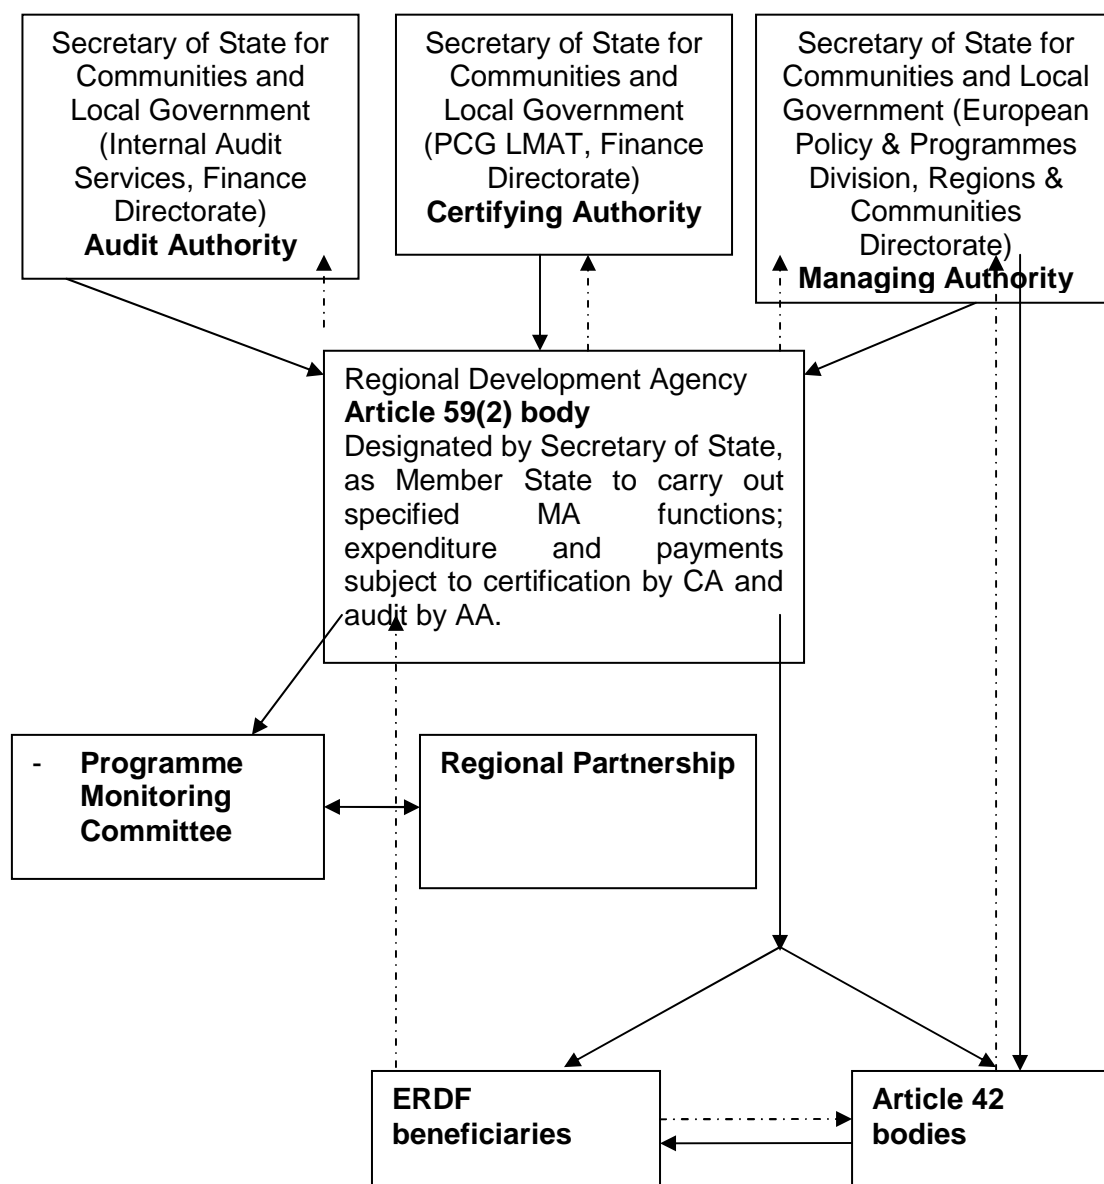 Secretary of State for
Communities and
Local Government
(Internal Audit
Services, Finance
Directorate)
Audit Authority
Secretary of State for
Communities and
Local Government
(PCG LMAT, Finance
Directorate)
Certifying Authority
Secretary of State for
Communities and Local
Government (European
Policy & Programmes
Division, Regions &
Communities
Directorate)
Managing Authority
Regional Development Agency
Article 59(2) body
Designated by Secretary of State,
as Member State to carry out
specified MA functions;
expenditure and payments
subject to certification by CA and
audit by AA.
- Programme
Monitoring
Committee
Regional Partnership
ERDF
beneficiaries
Article 42
bodies